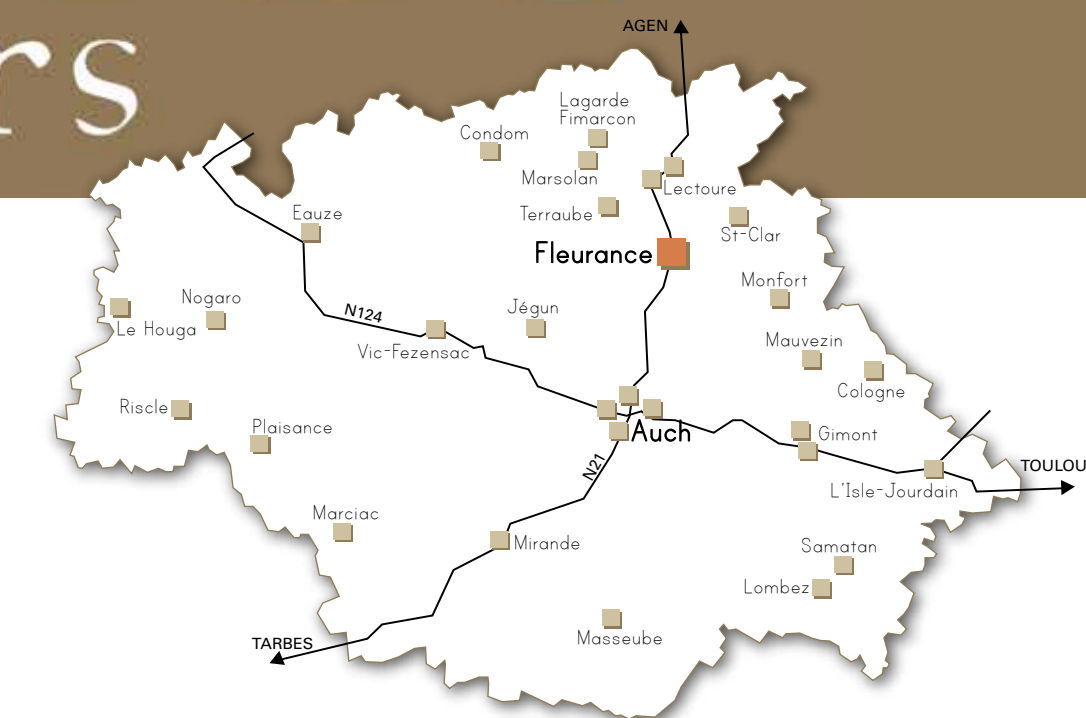 rs
AGEN
Lagarde
Fimarcon
Condom
Marsolan
Lectoure
Terraube
Eauze
St-Clar
Fleurance
Monfort
Nogaro
Jégun
Le Houga
N124
Vic-Fezensac
Mauvezin
Cologne
Riscle
Plaisance
Auch
Gimont
N21
TOULOU
L'Isle-Jourdain
Marciac
Mirande
Samatan
Lombez
Masseube
TARBES